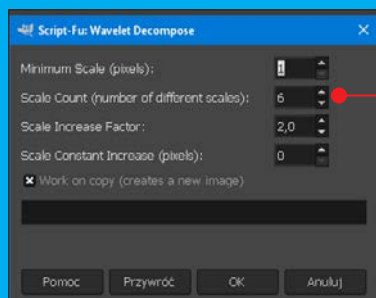 Script-Fu: Wavelet Decompose
Minimum Scale (pixels): 1
Scale Count (number of different scales): 6
Scale Increase Factor: 2,0
Scale Constant Increase (pixels): 0
Work on copy (creates a new image)
Pomoc Przywróć OK Anuluj